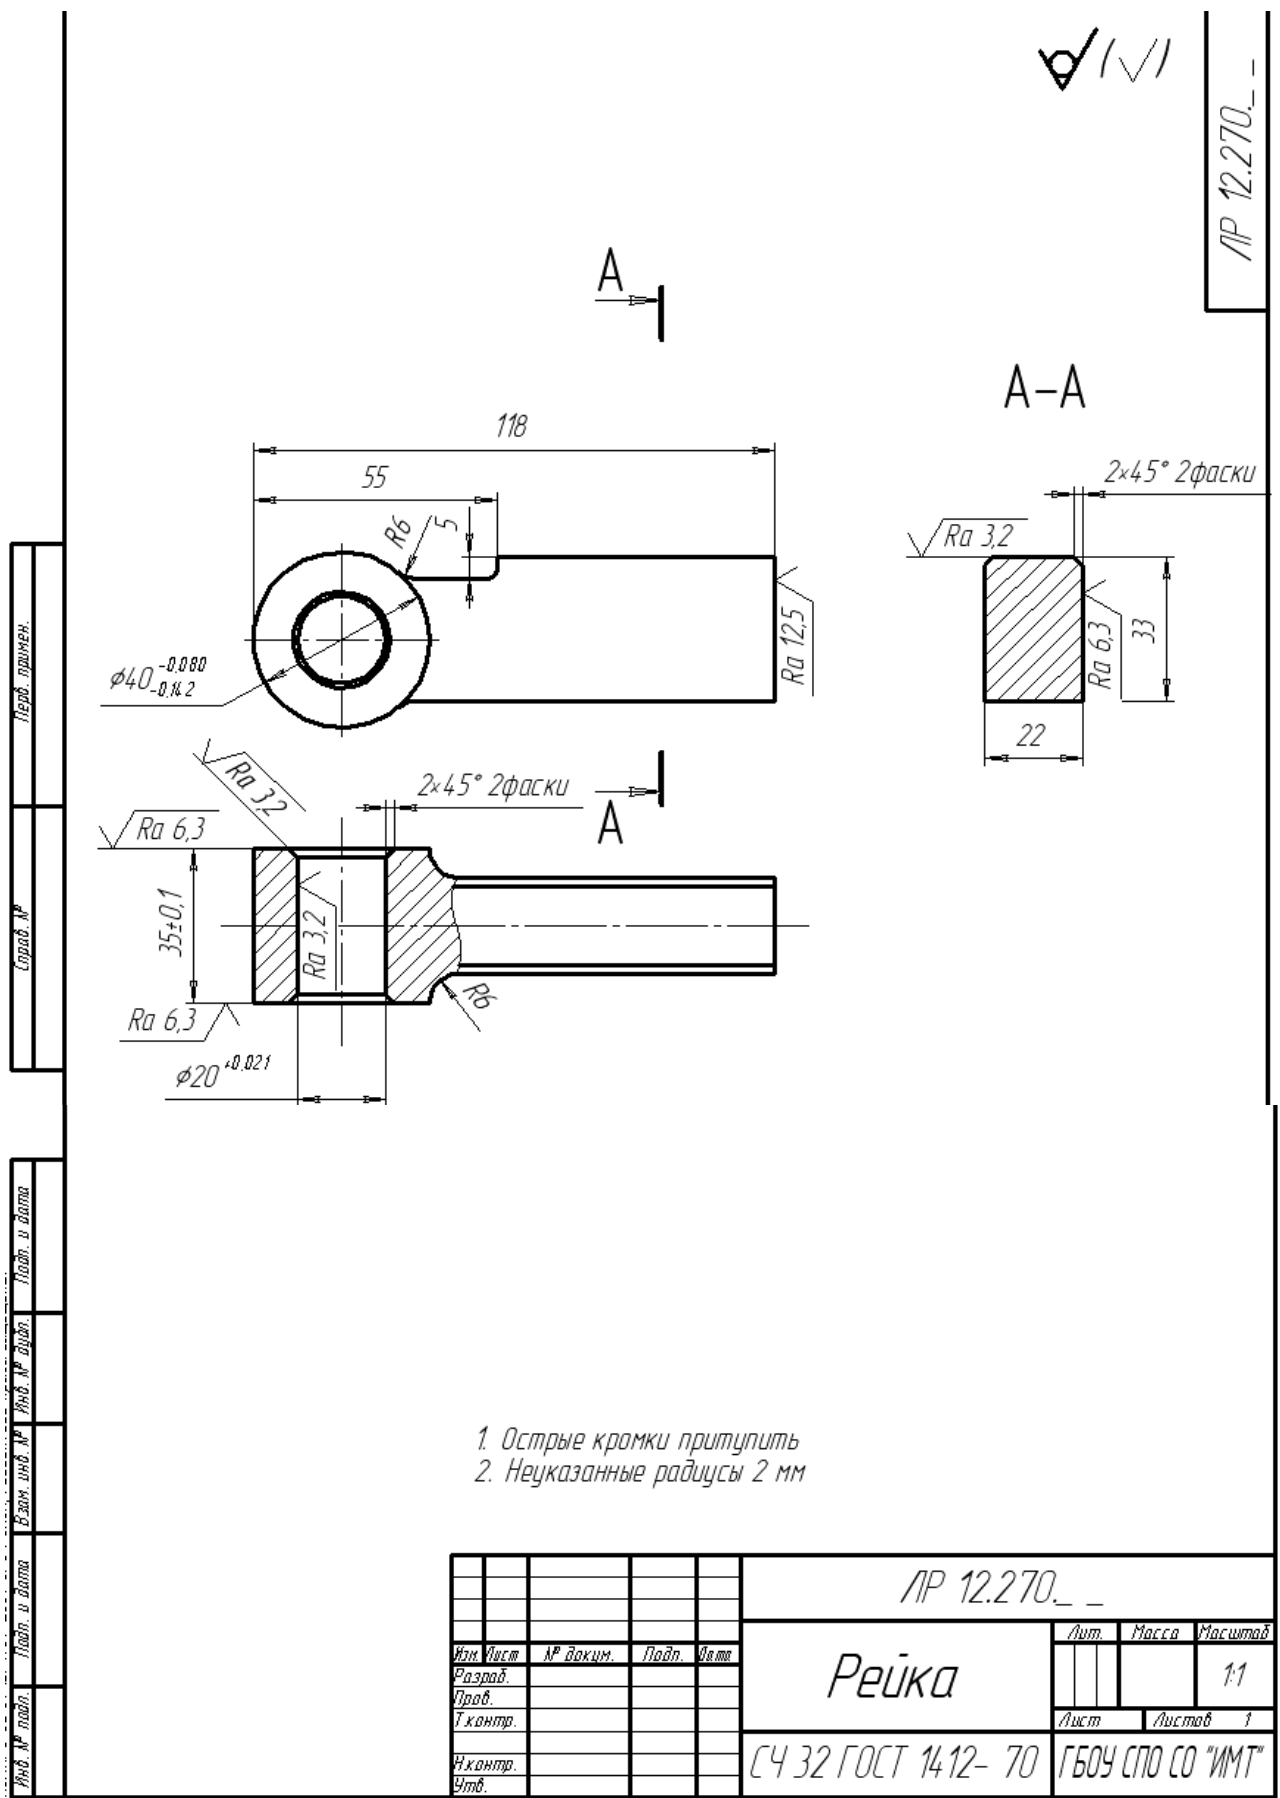 (√)
ЛР 12.270._ _
А
А-А
118
55
2×45° 2фаски
R6
5
Ra 3,2
Ra 12,5
Ra 6,3
33
⌀40 -0,080
-0,142
22
Ra 3,2
2×45° 2фаски
А
Ra 6,3
35±0,1
Ra 3,2
R6
Ra 6,3
⌀20 +0,021
Перв. примен.
Справ. №
Подп. и дата
Инв. № дубл.
Взам. инв. №
Подп. и дата
Инв. № подл.
1. Острые кромки притупить
2. Неуказанные радиусы 2 мм
ЛР 12.270._ _
Изм. Лист № докум. Подп. Дата
Разраб.
Пров.
Т.контр.
Н.контр.
Утв.
Рейка
Лит. Масса Масштаб
1:1
Лист Листов 1
СЧ 32 ГОСТ 1412- 70
ГБОУ СПО СО "ИМТ"